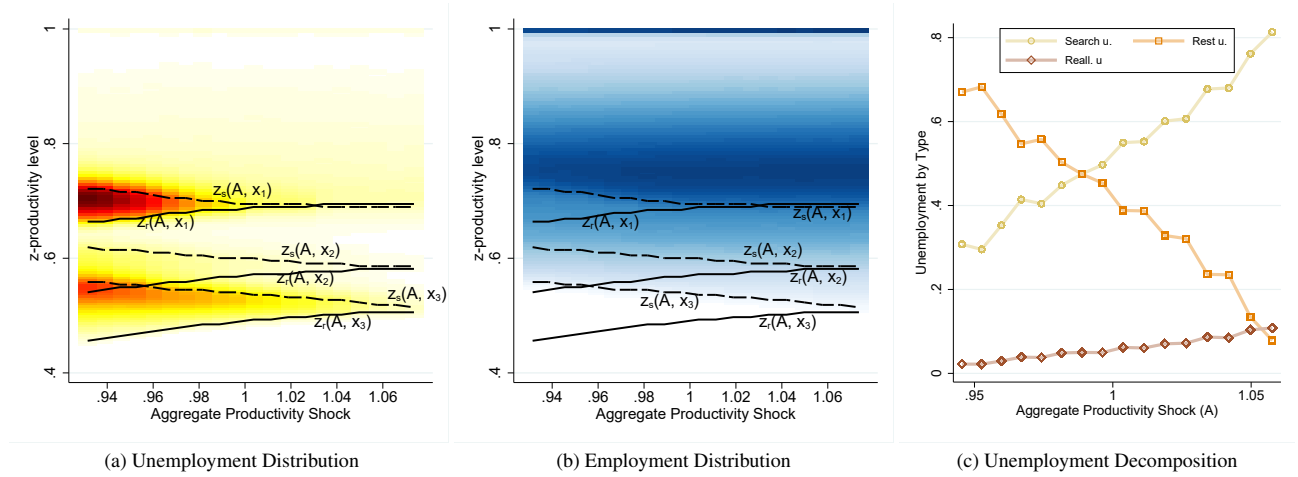 z-productivity level
1
.8
.6
.4
z_s(A, x_1)
z_r(A, x_1)
z_s(A, x_2)
z_r(A, x_2)
z_s(A, x_3)
z_r(A, x_3)
.94 .96 .98 1 1.02 1.04 1.06
Aggregate Productivity Shock
(a) Unemployment Distribution
z-productivity level
1
.8
.6
.4
z_s(A, x_1)
z_r(A, x_1)
z_r(A, x_2)
z_s(A, x_3)
z_r(A, x_3)
.94 .96 .98 1 1.02 1.04 1.06
Aggregate Productivity Shock
(b) Employment Distribution
Unemployment by Type
.8
.6
.4
.2
0
Search u. Rest u.
Reall. u
.95 1 1.05
Aggregate Productivity Shock (A)
(c) Unemployment Decomposition